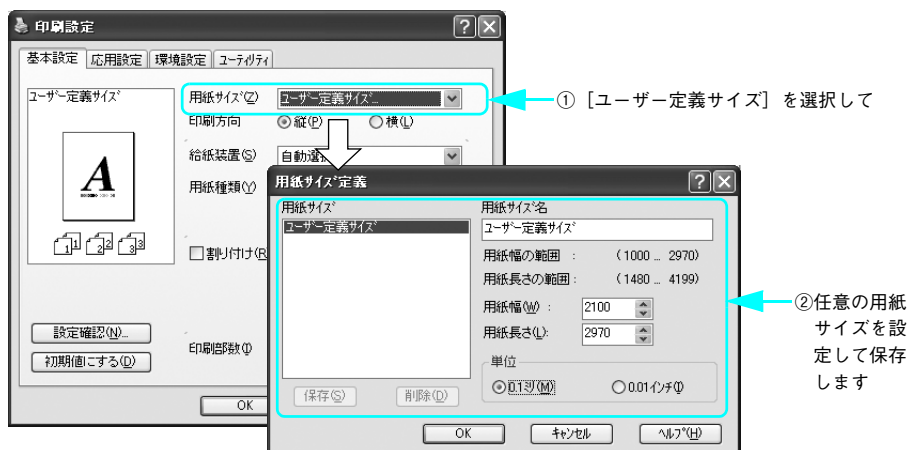 印刷設定
基本設定 応用設定 環境設定 ユーティリティ
ユーザー定義サイズ
用紙サイズ(Z) ユーザー定義サイズ...
印刷方向 縦(P) 横(L)
給紙装置(S) 自動選
用紙種類(Y)
A
1 1 2 2 3 3
割り付け(R
設定確認(N)...
初期値にする(D)
印刷部数(I)
OK
①［ユーザー定義サイズ］を選択して
用紙サイズ定義
用紙サイズ
ユーザー定義サイズ
保存(S) 削除(D)
用紙サイズ名
ユーザー定義サイズ
用紙幅の範囲 : (1000 ... 2970)
用紙長さの範囲 : (1480 ... 4199)
用紙幅(W) : 2100
用紙長さ(L): 2970
単位
0.1ミリ(M) 0.01インチ(I)
OK キャンセル ヘルプ(H)
②任意の用紙
サイズを設
定して保存
します